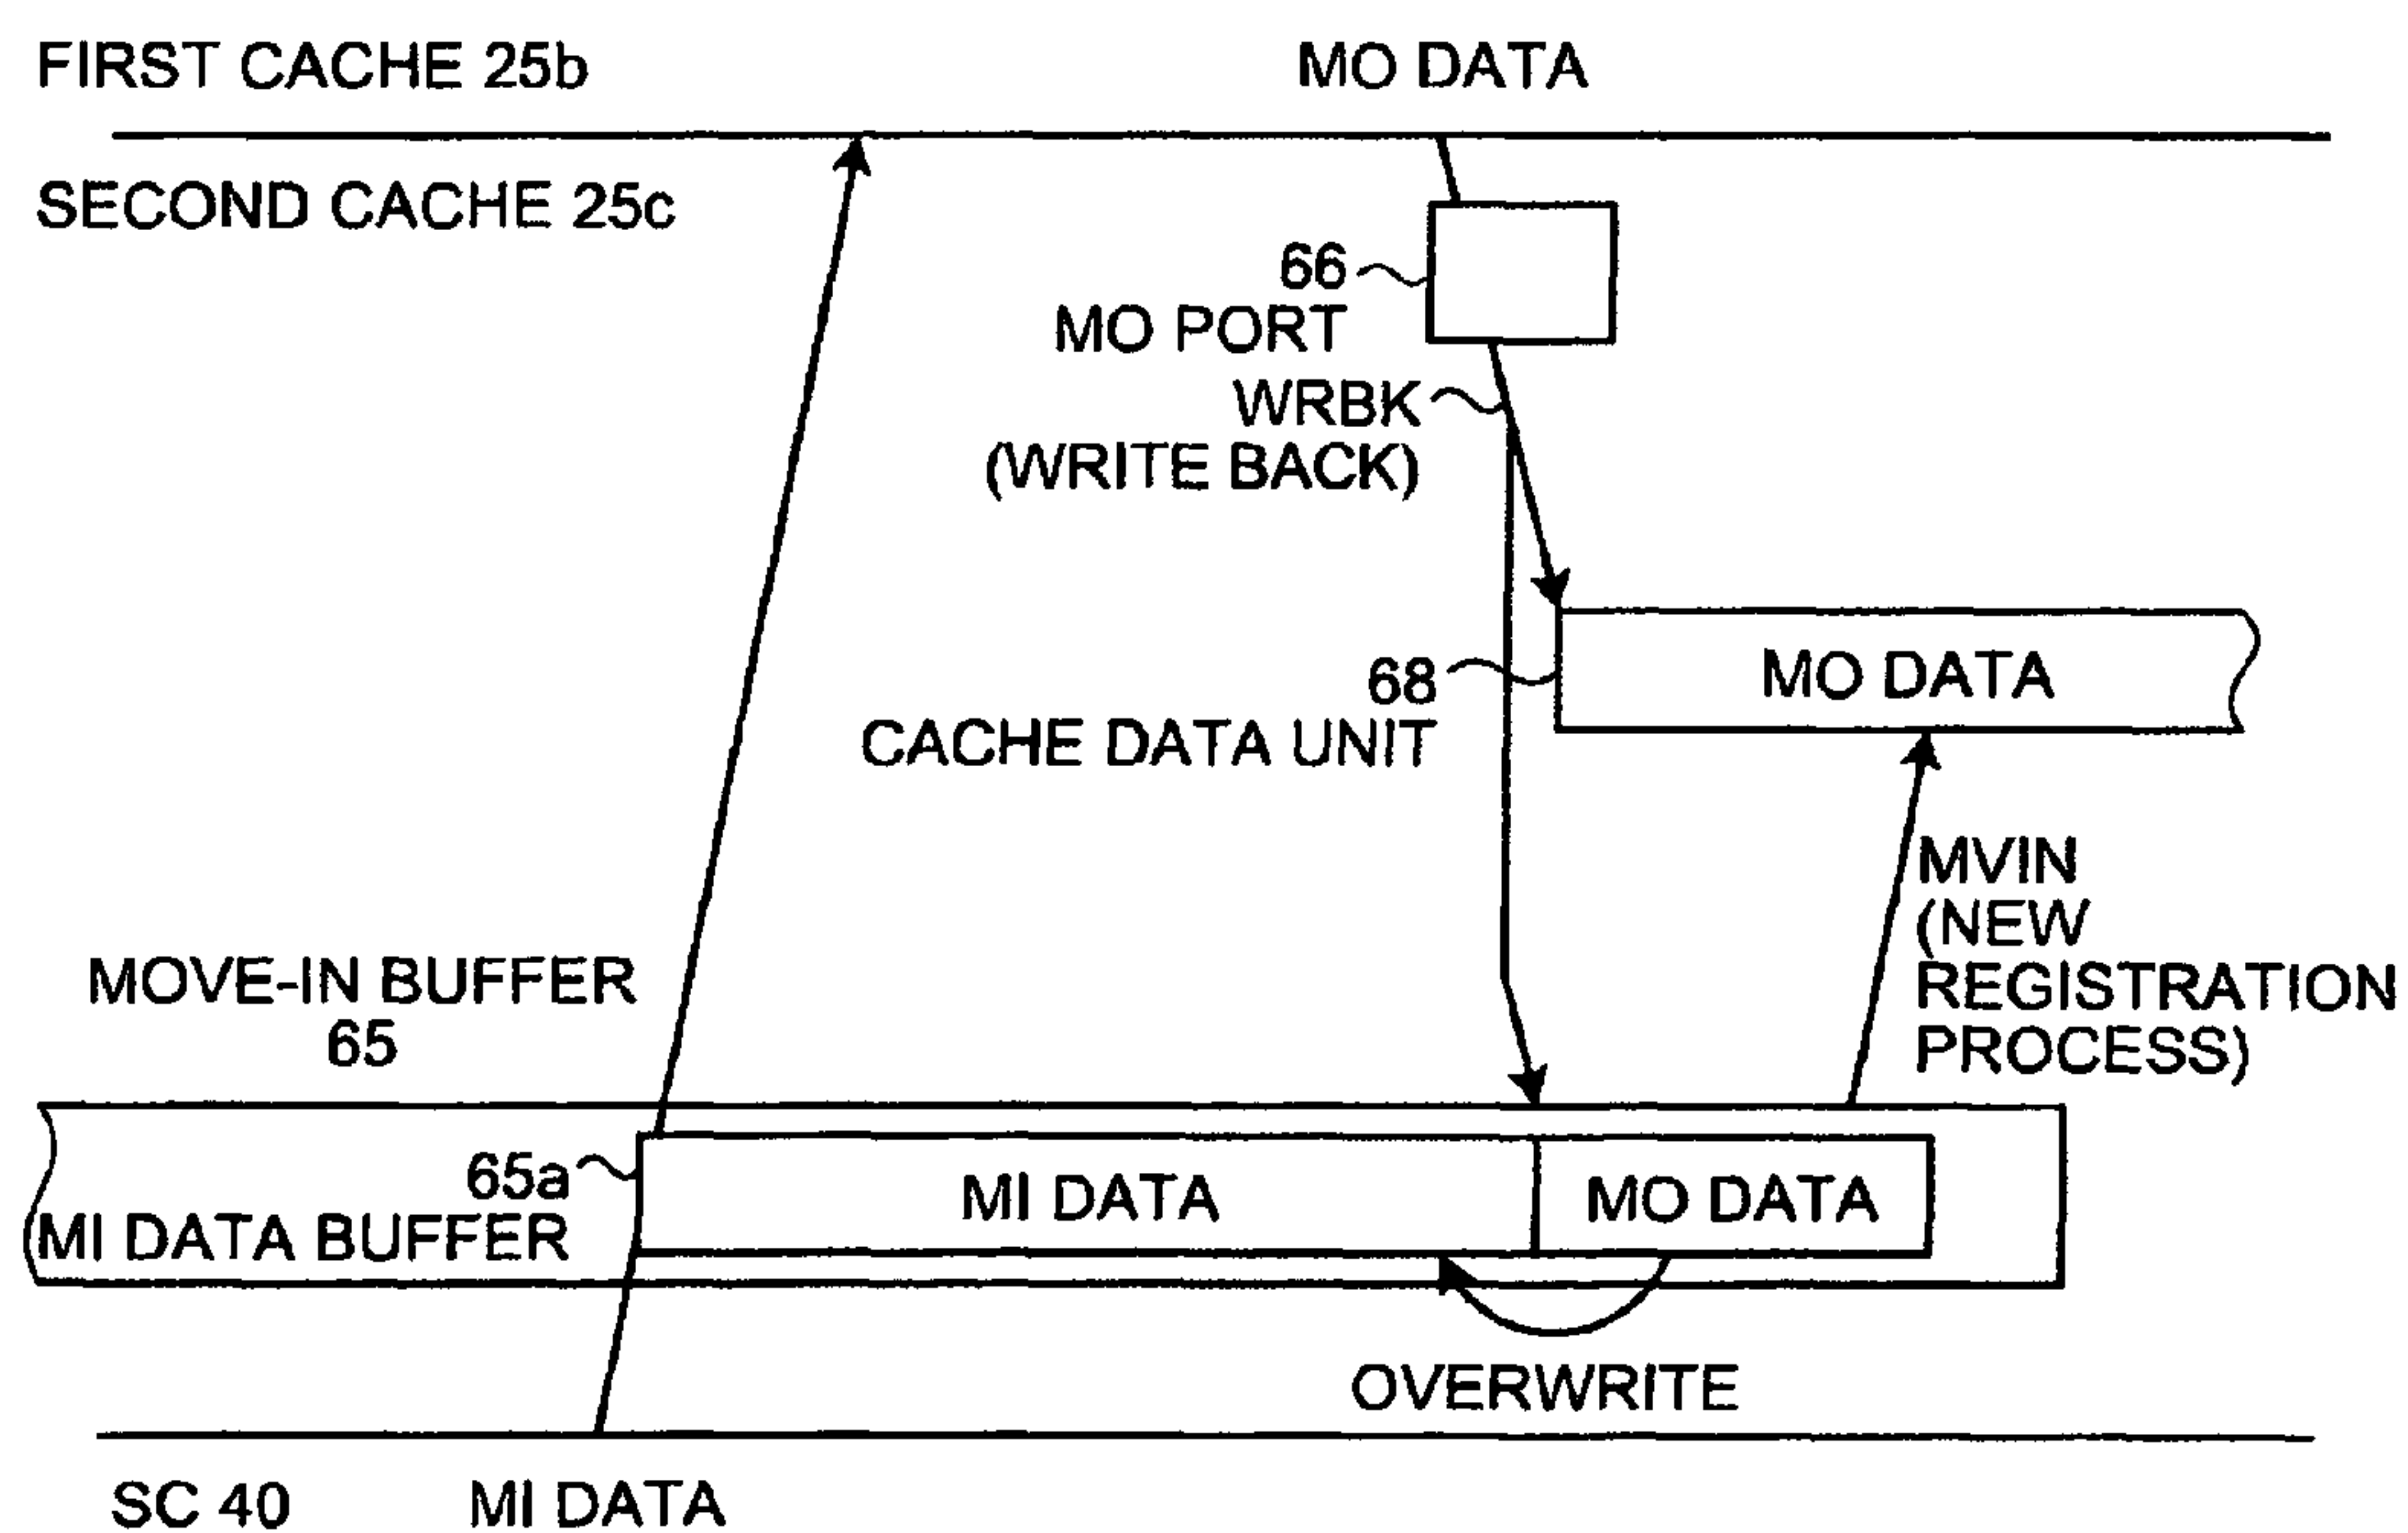 FIRST CACHE 25b
MO DATA
SECOND CACHE 25c
66
MO PORT
WRBK
(WRITE BACK)
68
CACHE DATA UNIT
MO DATA
MVIN
(NEW
REGISTRATION
PROCESS)
MOVE-IN BUFFER
65
65a
MI DATA BUFFER
MI DATA
MO DATA
OVERWRITE
SC 40
MI DATA